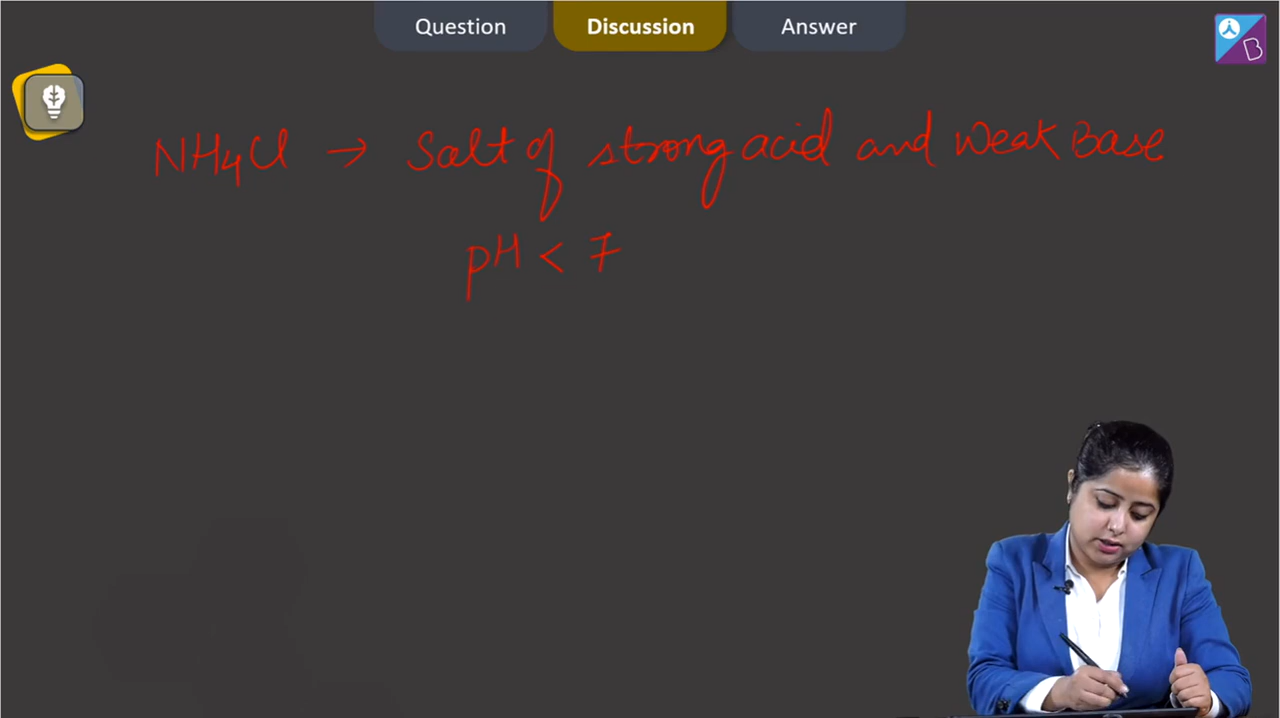 Question Discussion Answer
B
NH4Cl → Salt of strong acid and Weak Base
pH < 7